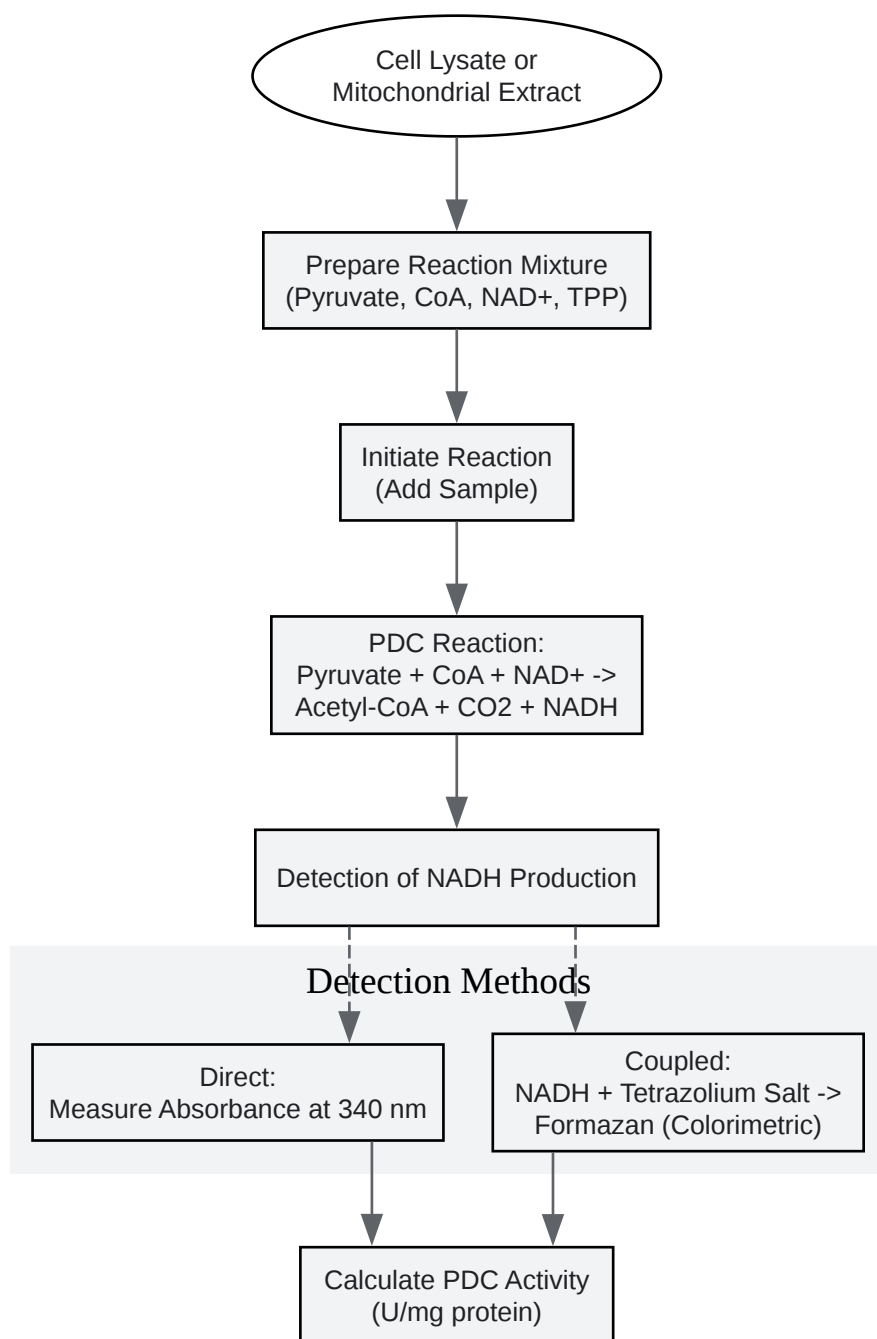 Cell Lysate or
Mitochondrial Extract
Prepare Reaction Mixture
(Pyruvate, CoA, NAD+, TPP)
Initiate Reaction
(Add Sample)
PDC Reaction:
Pyruvate + CoA + NAD+ ->
Acetyl-CoA + CO2 + NADH
Detection of NADH Production
Detection Methods
Direct:
Measure Absorbance at 340 nm
Coupled:
NADH + Tetrazolium Salt ->
Formazan (Colorimetric)
Calculate PDC Activity
(U/mg protein)